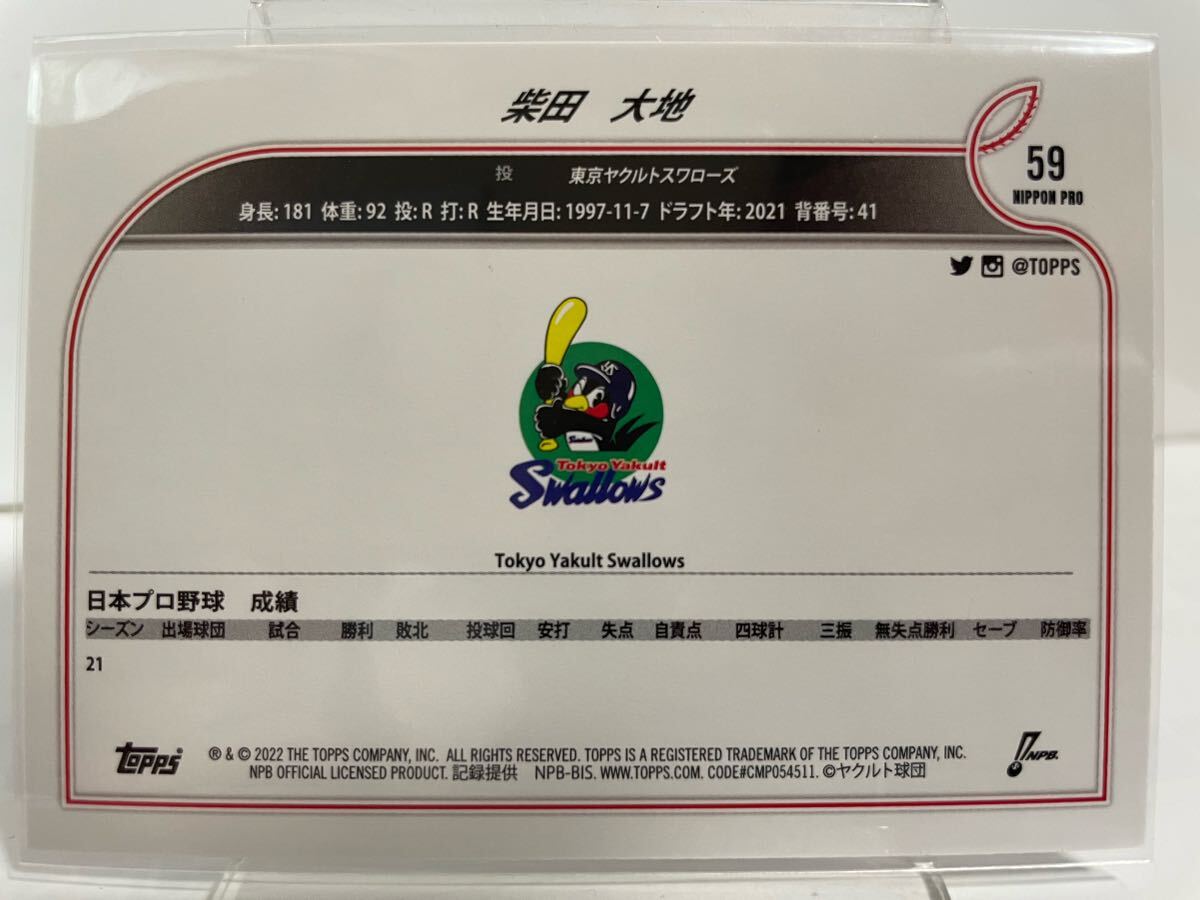 柴田 大地
59
NIPPON PRO
投 東京ヤクルトスワローズ
身長: 181 体重: 92 投: R 打: R 生年月日: 1997-11-7 ドラフト年: 2021 背番号: 41
@TOPPS
Tokyo Yakult
Swallows
Tokyo Yakult Swallows
日本プロ野球 成績
シーズン 出場球団 試合 勝利 敗北 投球回 安打 失点 自責点 四球計 三振 無失点勝利 セーブ 防御率
21
topps
® & © 2022 THE TOPPS COMPANY, INC. ALL RIGHTS RESERVED. TOPPS IS A REGISTERED TRADEMARK OF THE TOPPS COMPANY, INC.
NPB OFFICIAL LICENSED PRODUCT. 記録提供 NPB-BIS. WWW.TOPPS.COM. CODE#CMP054511. ©ヤクルト球団
NPB.